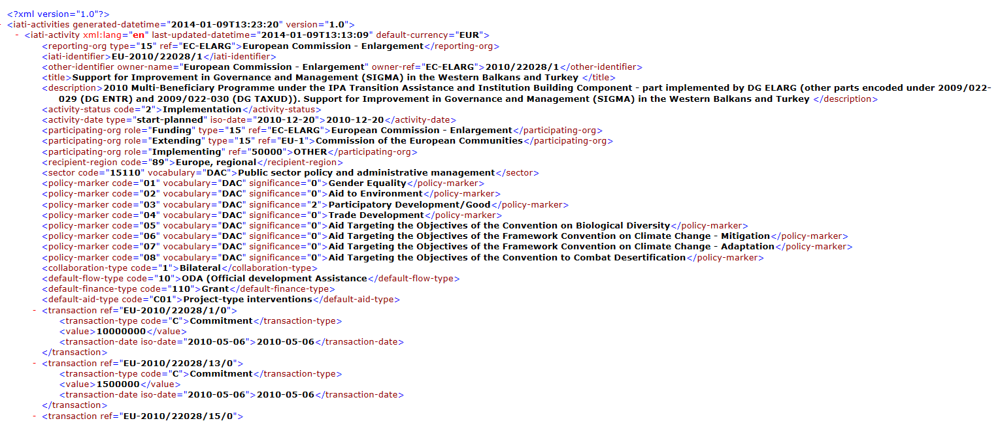 <?xml version="1.0"?>
- <iati-activities generated-datetime="2014-01-09T13:23:20" version="1.0">
- <iati-activity xml:lang="en" last-updated-datetime="2014-01-09T13:13:09" default-currency="EUR">
<reporting-org type="15" ref="EC-ELARG">European Commission - Enlargement</reporting-org>
<iati-identifier>EU-2010/22028/1</iati-identifier>
<other-identifier owner-name="European Commission - Enlargement" owner-ref="EC-ELARG">2010/22028/1</other-identifier>
<title>Support for Improvement in Governance and Management (SIGMA) in the Western Balkans and Turkey </title>
<description>2010 Multi-Beneficiary Programme under the IPA Transition Assistance and Institution Building Component - part implemented by DG ELARG (other parts encoded under 2009/022-
029 (DG ENTR) and 2009/022-030 (DG TAXUD)). Support for Improvement in Governance and Management (SIGMA) in the Western Balkans and Turkey </description>
<activity-status code="2">Implementation</activity-status>
<activity-date type="start-planned" iso-date="2010-12-20">2010-12-20</activity-date>
<participating-org role="Funding" type="15" ref="EC-ELARG">European Commission - Enlargement</participating-org>
<participating-org role="Extending" type="15" ref="EU-1">Commission of the European Communities</participating-org>
<participating-org role="Implementing" ref="50000">OTHER</participating-org>
<recipient-region code="89">Europe, regional</recipient-region>
<sector code="15110" vocabulary="DAC">Public sector policy and administrative management</sector>
<policy-marker code="01" vocabulary="DAC" significance="0">Gender Equality</policy-marker>
<policy-marker code="02" vocabulary="DAC" significance="0">Aid to Environment</policy-marker>
<policy-marker code="03" vocabulary="DAC" significance="2">Participatory Development/Good</policy-marker>
<policy-marker code="04" vocabulary="DAC" significance="0">Trade Development</policy-marker>
<policy-marker code="05" vocabulary="DAC" significance="0">Aid Targeting the Objectives of the Convention on Biological Diversity</policy-marker>
<policy-marker code="06" vocabulary="DAC" significance="0">Aid Targeting the Objectives of the Framework Convention on Climate Change - Mitigation</policy-marker>
<policy-marker code="07" vocabulary="DAC" significance="0">Aid Targeting the Objectives of the Framework Convention on Climate Change - Adaptation</policy-marker>
<policy-marker code="08" vocabulary="DAC" significance="0">Aid Targeting the Objectives of the Convention to Combat Desertification</policy-marker>
<collaboration-type code="1">Bilateral</collaboration-type>
<default-flow-type code="10">ODA (Official development Assistance</default-flow-type>
<default-finance-type code="110">Grant</default-finance-type>
<default-aid-type code="C01">Project-type interventions</default-aid-type>
- <transaction ref="EU-2010/22028/1/0">
<transaction-type code="C">Commitment</transaction-type>
<value>10000000</value>
<transaction-date iso-date="2010-05-06">2010-05-06</transaction-date>
</transaction>
- <transaction ref="EU-2010/22028/13/0">
<transaction-type code="C">Commitment</transaction-type>
<value>1500000</value>
<transaction-date iso-date="2010-05-06">2010-05-06</transaction-date>
</transaction>
- <transaction ref="EU-2010/22028/15/0">